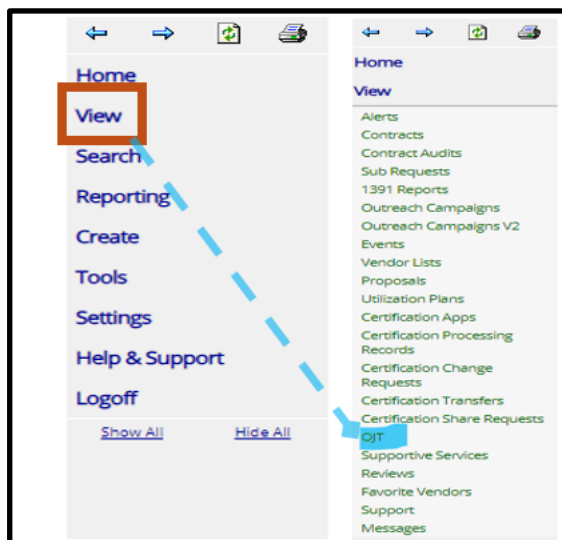 Home
View
Search
Reporting
Create
Tools
Settings
Help & Support
Logoff
Show All Hide All
Home
View
Alerts
Contracts
Contract Audits
Sub Requests
1391 Reports
Outreach Campaigns
Outreach Campaigns V2
Events
Vendor Lists
Proposals
Utilization Plans
Certification Apps
Certification Processing
Records
Certification Change
Requests
Certification Transfers
Certification Share Requests
OJT
Supportive Services
Reviews
Favorite Vendors
Support
Messages